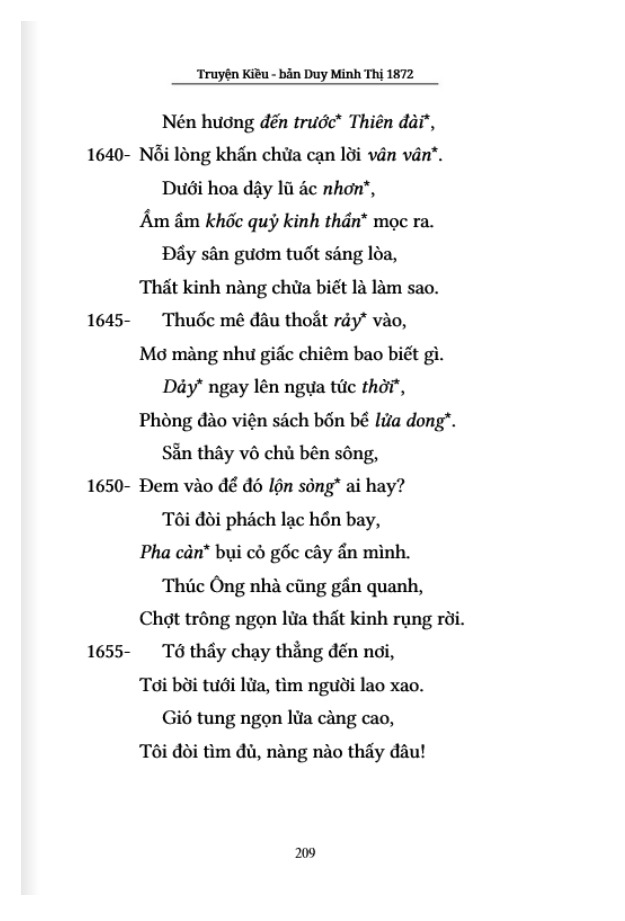 Truyện Kiều - bản Duy Minh Thị 1872
Nén hương đến trước* Thiên đài*,
1640- Nỗi lòng khấn chửa cạn lời vân vân*.
Dưới hoa dậy lũ ác nhơn*,
Ầm ầm khốc quỷ kinh thần* mọc ra.
Đầy sân gươm tuốt sáng lòa,
Thất kinh nàng chửa biết là làm sao.
1645- Thuốc mê đâu thoắt rảy* vào,
Mơ màng như giấc chiêm bao biết gì.
Dảy* ngay lên ngựa tức thời*,
Phòng đào viện sách bốn bề lửa dong*.
Sẵn thây vô chủ bên sông,
1650- Đem vào để đó lộn sòng* ai hay?
Tôi đòi phách lạc hồn bay,
Pha càn* bụi cỏ gốc cây ẩn mình.
Thúc Ông nhà cũng gần quanh,
Chợt trông ngọn lửa thất kinh rụng rời.
1655- Tớ thầy chạy thẳng đến nơi,
Tơi bời tưới lửa, tìm người lao xao.
Gió tung ngọn lửa càng cao,
Tôi đòi tìm đủ, nàng nào thấy đâu!
209